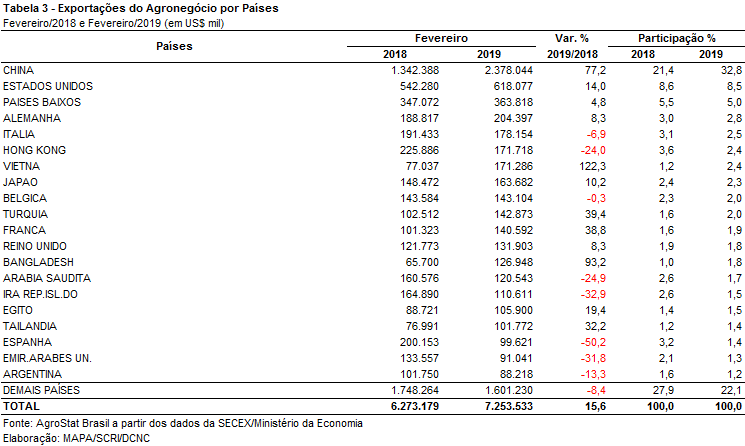 Tabela 3 - Exportações do Agronegócio por Países
Fevereiro/2018 e Fevereiro/2019 (em US$ mil)
Países Fevereiro Var. % Participação %
2018 2019 2019/2018 2018 2019
CHINA 1.342.388 2.378.044 77,2 21,4 32,8
ESTADOS UNIDOS 542.280 618.077 14,0 8,6 8,5
PAISES BAIXOS 347.072 363.818 4,8 5,5 5,0
ALEMANHA 188.817 204.397 8,3 3,0 2,8
ITALIA 191.433 178.154 -6,9 3,1 2,5
HONG KONG 225.886 171.718 -24,0 3,6 2,4
VIETNA 77.037 171.286 122,3 1,2 2,4
JAPAO 148.472 163.682 10,2 2,4 2,3
BELGICA 143.584 143.104 -0,3 2,3 2,0
TURQUIA 102.512 142.873 39,4 1,6 2,0
FRANCA 101.323 140.592 38,8 1,6 1,9
REINO UNIDO 121.773 131.903 8,3 1,9 1,8
BANGLADESH 65.700 126.948 93,2 1,0 1,8
ARABIA SAUDITA 160.576 120.543 -24,9 2,6 1,7
IRA REP.ISL.DO 164.890 110.611 -32,9 2,6 1,5
EGITO 88.721 105.900 19,4 1,4 1,5
TAILANDIA 76.991 101.772 32,2 1,2 1,4
ESPANHA 200.153 99.621 -50,2 3,2 1,4
EMIR.ARABES UN. 133.557 91.041 -31,8 2,1 1,3
ARGENTINA 101.750 88.218 -13,3 1,6 1,2
DEMAIS PAÍSES 1.748.264 1.601.230 -8,4 27,9 22,1
TOTAL 6.273.179 7.253.533 15,6 100,0 100,0
Fonte: AgroStat Brasil a partir dos dados da SECEX/Ministério da Economia
Elaboração: MAPA/SCRI/DCNC